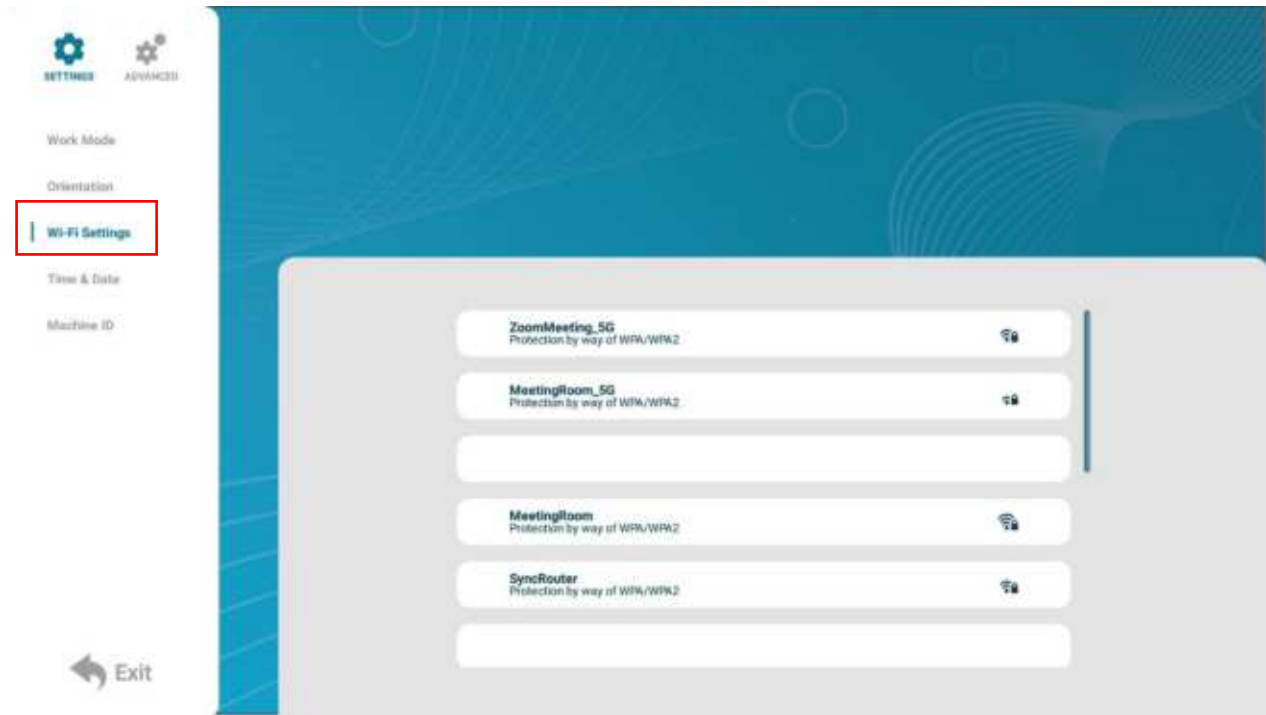 SETTINGS
ADVANCED
Work Mode
Orientation
Wi-Fi Settings
Time & Date
Machine ID
Exit
ZoomMeeting_5G
Protection by way of WPA/WPA2
MeetingRoom_5G
Protection by way of WPA/WPA2
MeetingRoom
Protection by way of WPA/WPA2
SyncRouter
Protection by way of WPA/WPA2